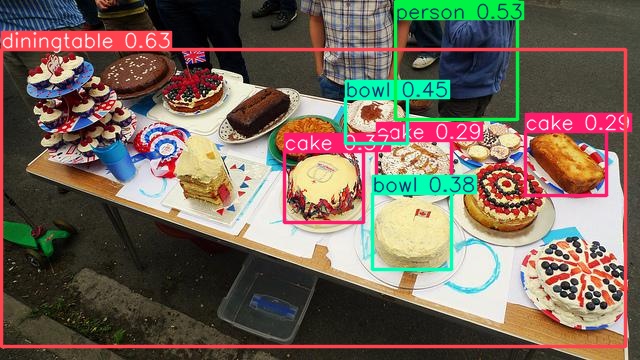 person 0.53
diningtable 0.63
bowl 0.45
cake 0.29
cake 0.37
cake 0.29
bowl 0.38